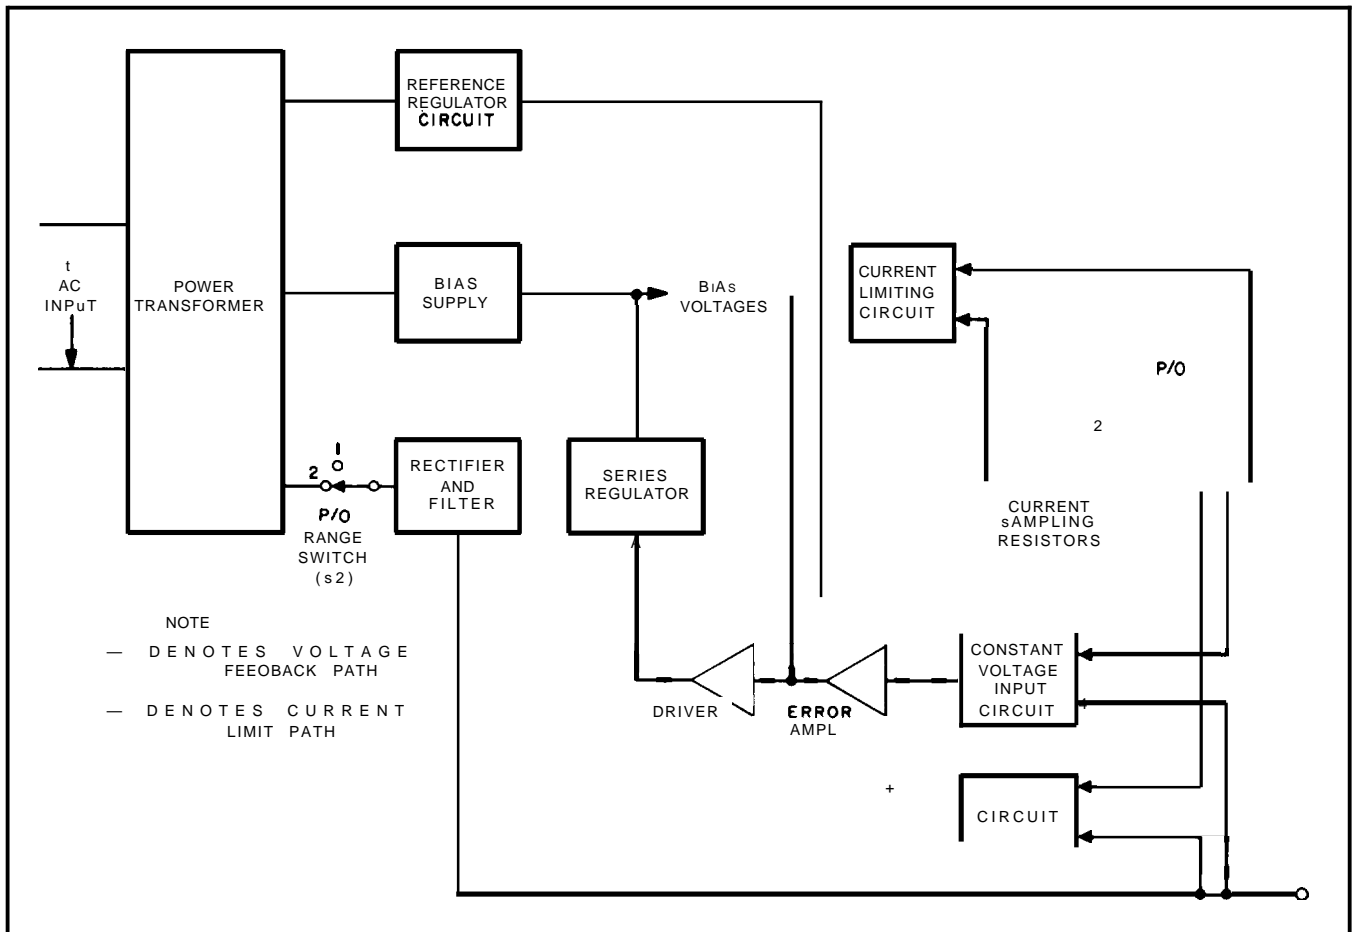 REFERENCE
REGULATOR
CIRCUIT
t
AC
INPuT
POWER
TRANSFORMER
BIAS
SUPPLY
BiAs
VOLTAGES
CURRENT
LIMITING
CIRCUIT
P/O
2
1
2
P/O
RANGE
SWITCH
(s2)
RECTIFIER
AND
FILTER
SERIES
REGULATOR
CURRENT
sAMPLING
RESISTORS
NOTE
— DENOTES VOLTAGE
FEEOBACK PATH
— DENOTES CURRENT
LIMIT PATH
DRIVER
ERROR
AMPL
CONSTANT
VOLTAGE
INPUT
CIRCUIT
+
+
CIRCUIT